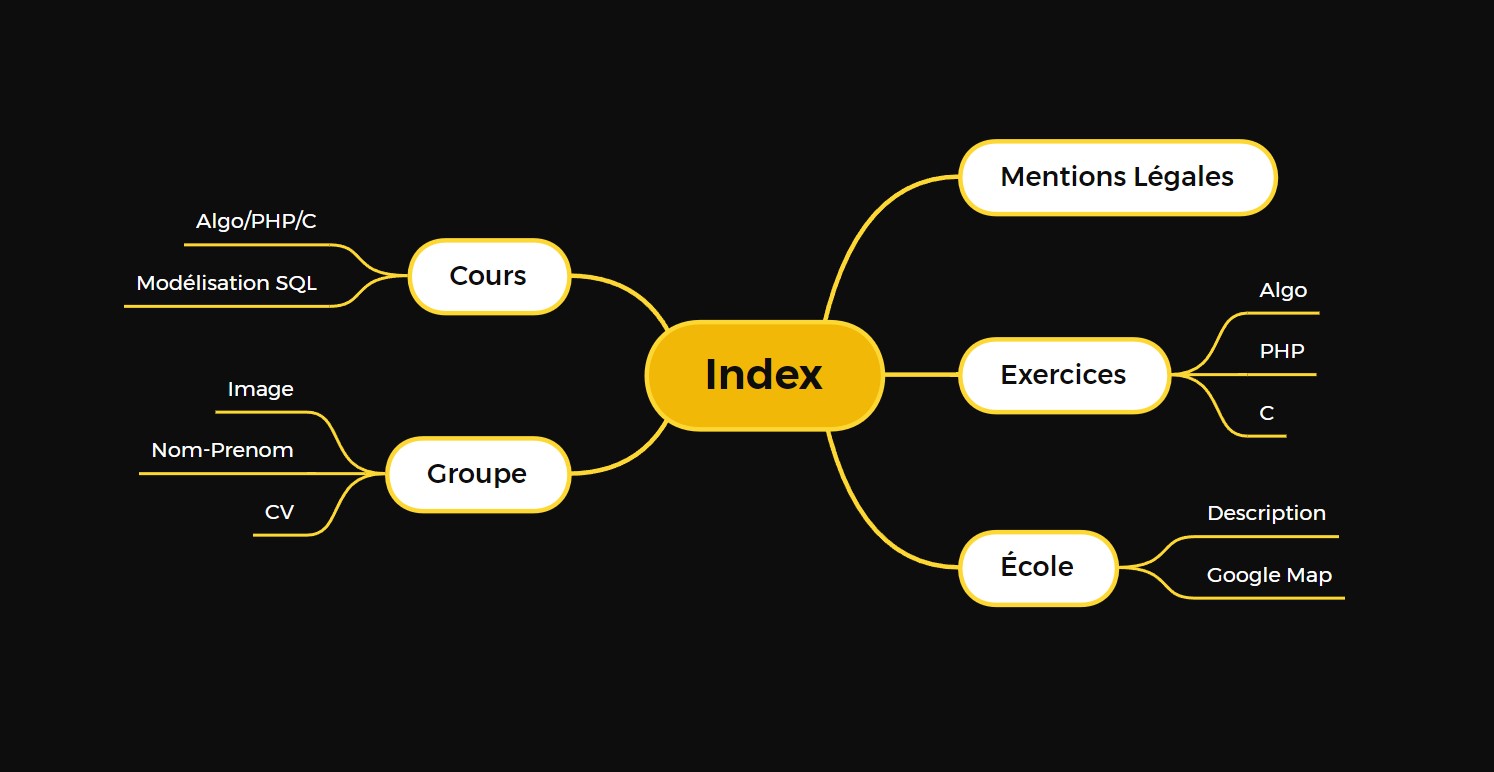 Mentions Légales
Algo/PHP/C
Cours
Modélisation SQL
Algo
PHP
Index
Exercices
Image
C
Nom-Prenom
Groupe
CV
Description
École
Google Map